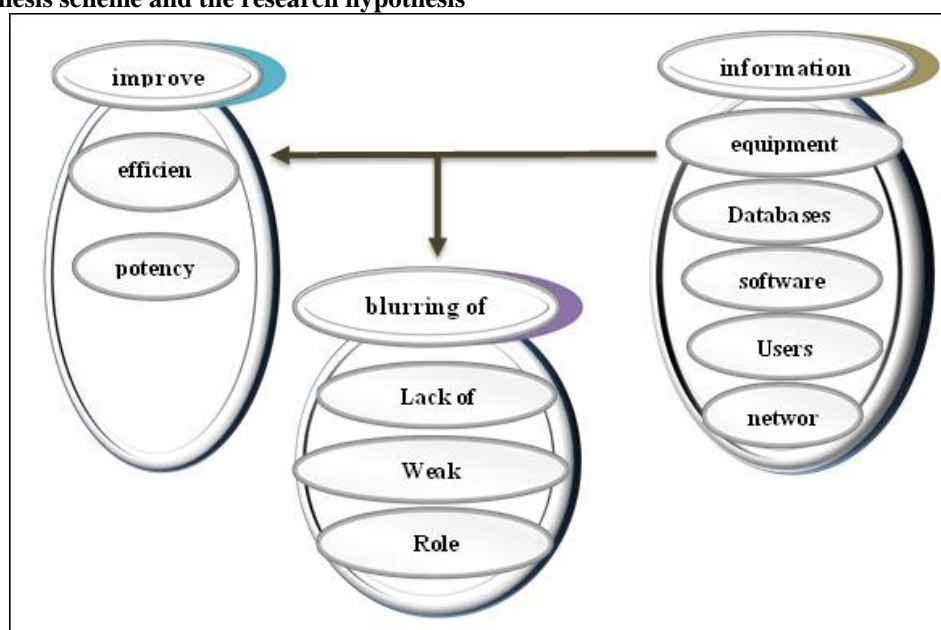 hesis scheme and the research hypothesis
improve
efficien
potency
information
equipment
Databases
software
Users
networ
blurring of
Lack of
Weak
Role